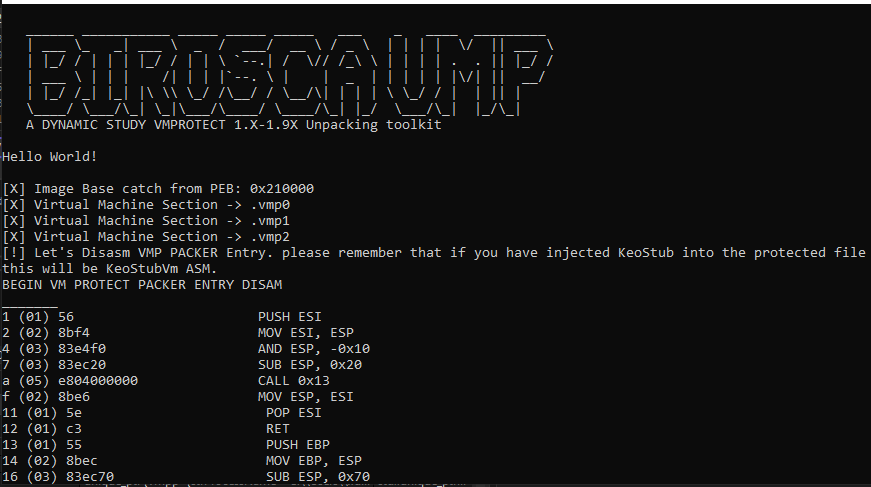 BIROSCAVMP
A DYNAMIC STUDY VMPROTECT 1.X-1.9X Unpacking toolkit
Hello World!
[X] Image Base catch from PEB: 0x210000
[X] Virtual Machine Section -> .vmp0
[X] Virtual Machine Section -> .vmp1
[X] Virtual Machine Section -> .vmp2
[!] Let's Disasm VMP PACKER Entry. please remember that if you have injected KeoStub into the protected file
this will be KeoStubVm ASM.
BEGIN VM PROTECT PACKER ENTRY DISAM
_______
1 (01) 56 PUSH ESI
2 (02) 8bf4 MOV ESI, ESP
4 (03) 83e4f0 AND ESP, -0x10
7 (03) 83ec20 SUB ESP, 0x20
a (05) e804000000 CALL 0x13
f (02) 8be6 MOV ESP, ESI
11 (01) 5e POP ESI
12 (01) c3 RET
13 (01) 55 PUSH EBP
14 (02) 8bec MOV EBP, ESP
16 (03) 83ec70 SUB ESP, 0x70